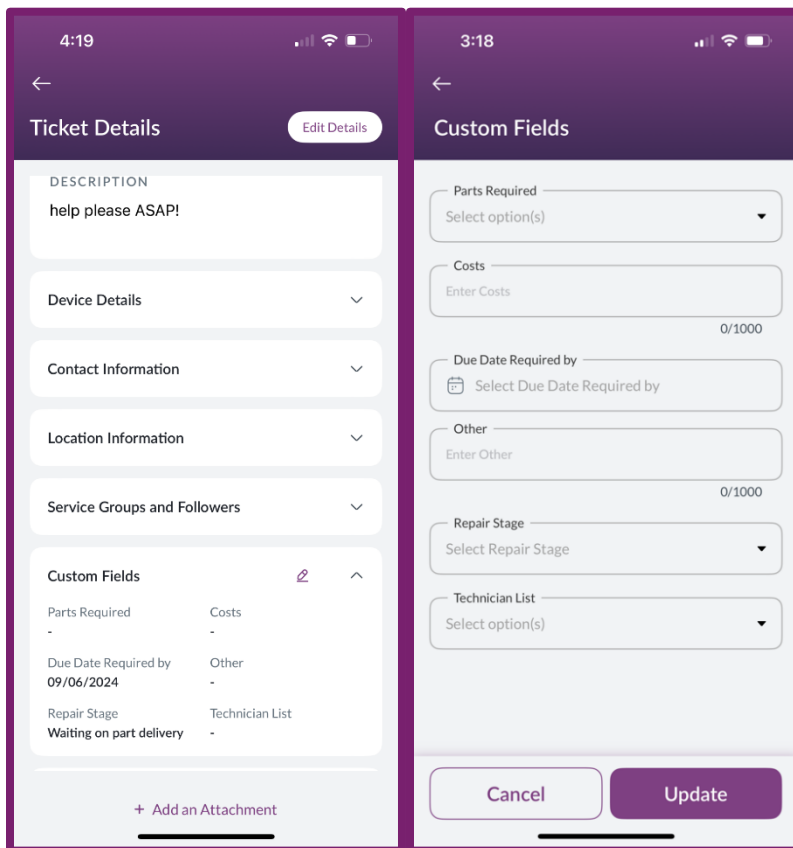 4:19
Ticket Details
Edit Details
DESCRIPTION
help please ASAP!
Device Details
Contact Information
Location Information
Service Groups and Followers
Custom Fields
Parts Required Costs
- -
Due Date Required by Other
09/06/2024 -
Repair Stage Technician List
Waiting on part delivery -
+ Add an Attachment
3:18
Custom Fields
Parts Required
Select option(s)
Costs
Enter Costs
0/1000
Due Date Required by
Select Due Date Required by
Other
Enter Other
0/1000
Repair Stage
Select Repair Stage
Technician List
Select option(s)
Cancel Update